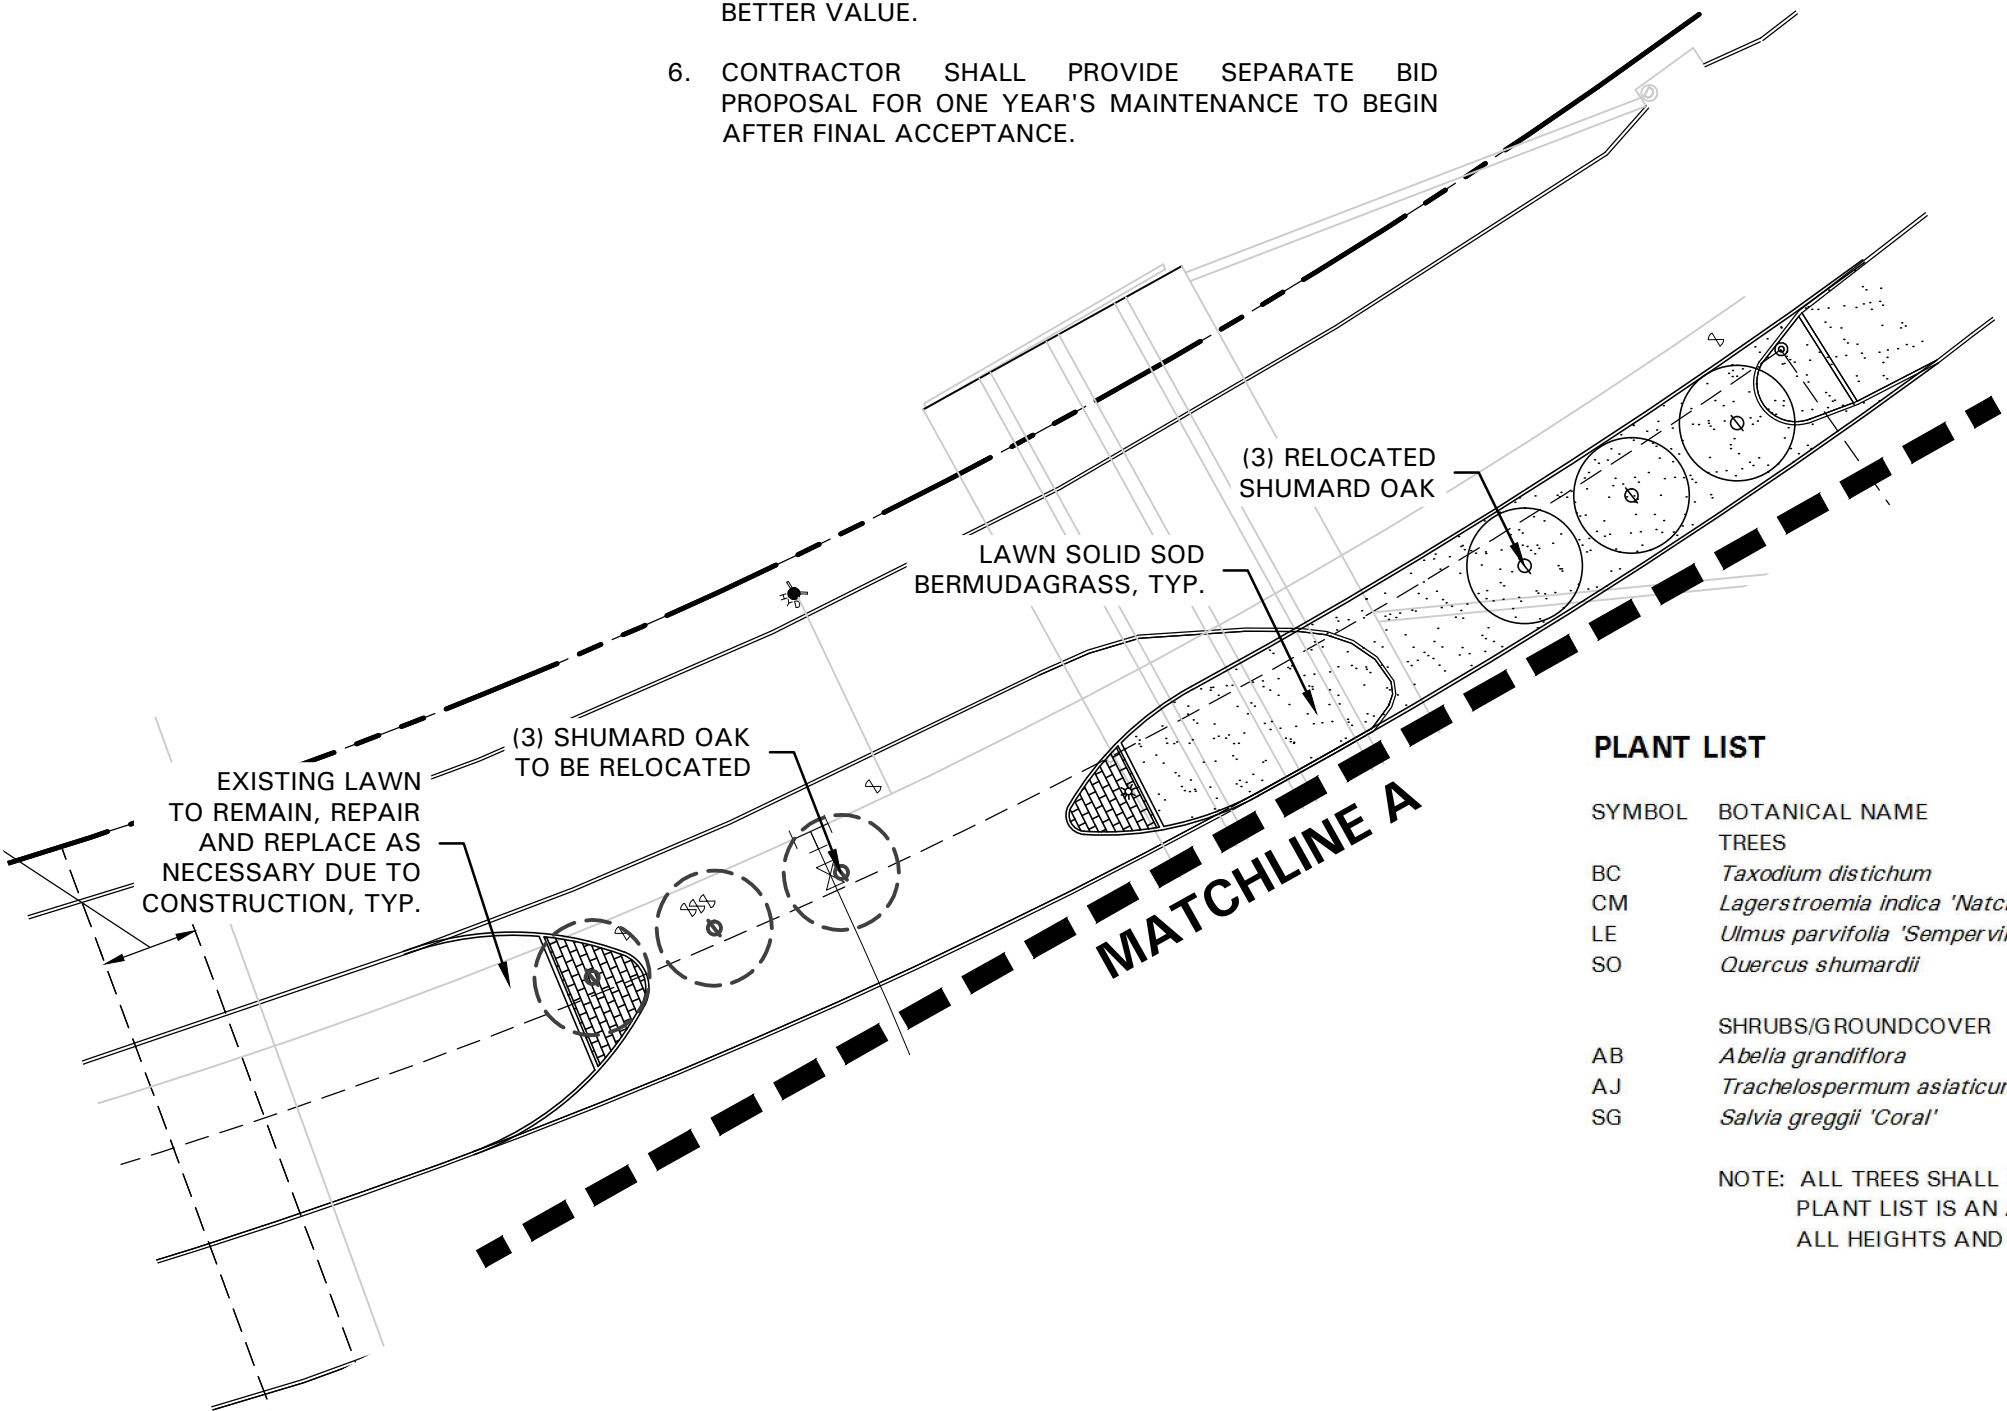 BETTER VALUE.
6. CONTRACTOR SHALL PROVIDE SEPARATE BID
PROPOSAL FOR ONE YEAR'S MAINTENANCE TO BEGIN
AFTER FINAL ACCEPTANCE.
(3) RELOCATED
SHUMARD OAK
LAWN SOLID SOD
BERMUDAGRASS, TYP.
HYD
(3) SHUMARD OAK
TO BE RELOCATED
EXISTING LAWN
TO REMAIN, REPAIR
AND REPLACE AS
NECESSARY DUE TO
CONSTRUCTION, TYP.
MATCHLINE A
PLANT LIST
SYMBOL BOTANICAL NAME
TREES
BC Taxodium distichum
CM Lagerstroemia indica 'Natch
LE Ulmus parvifolia 'Sempervi
SO Quercus shumardii
SHRUBS/GROUNDCOVER
AB Abelia grandiflora
AJ Trachelospermum asiaticu
SG Salvia greggii 'Coral'
NOTE: ALL TREES SHALL
PLANT LIST IS AN
ALL HEIGHTS AND